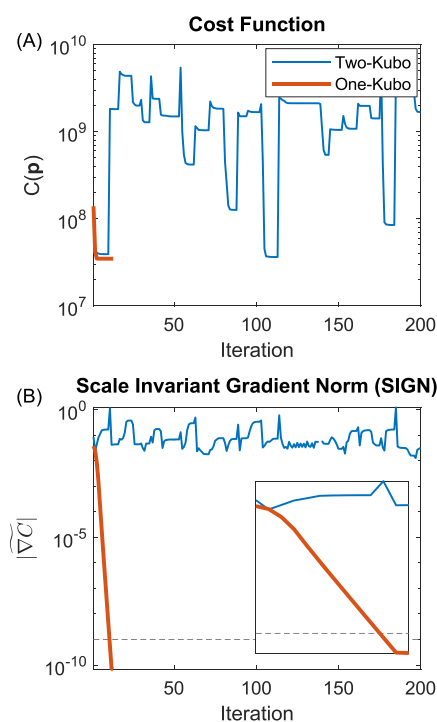 Cost Function
(A)
10^10
10^9
10^8
10^7
C(p)
Two-Kubo
One-Kubo
50
100
150
200
Iteration
Scale Invariant Gradient Norm (SIGN)
(B)
10^0
10^-5
10^-10
|∇C|
50
100
150
200
Iteration